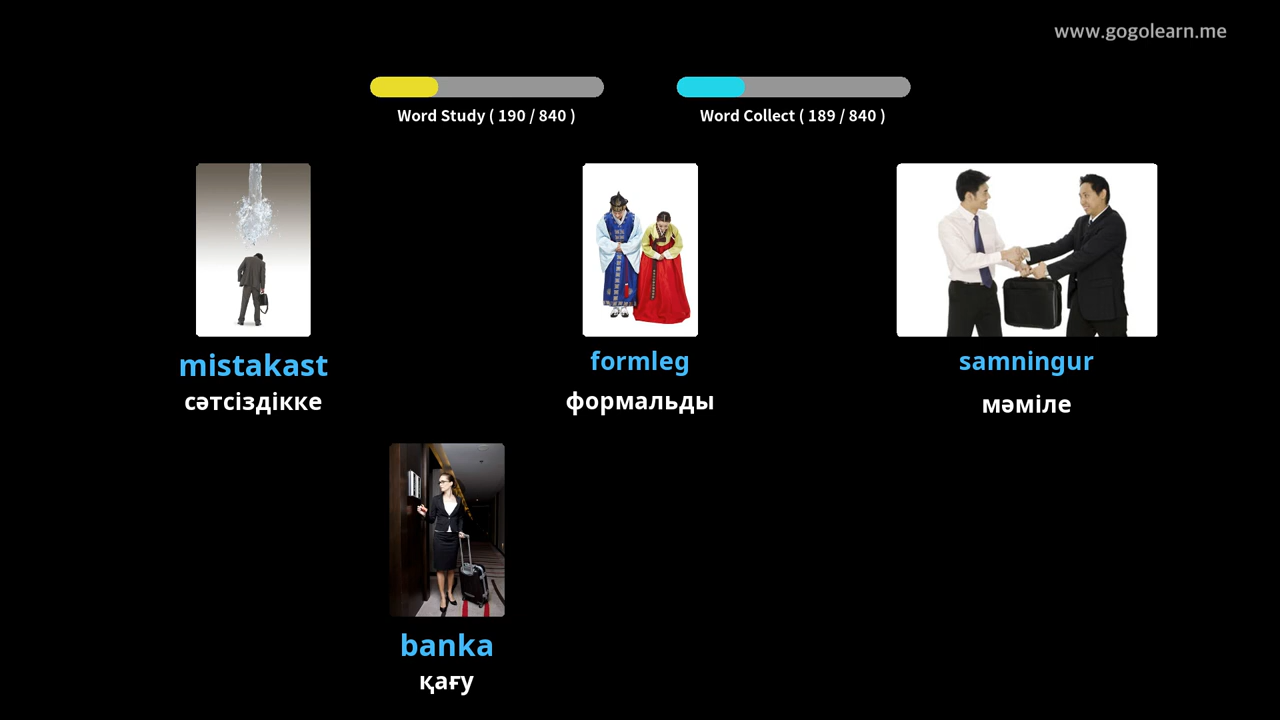 www.gogolearn.me
Word Study ( 190 / 840 )
Word Collect ( 189 / 840 )
mistakast
сәтсіздікке
formleg
формальды
samningur
мәміле
banka
қағу